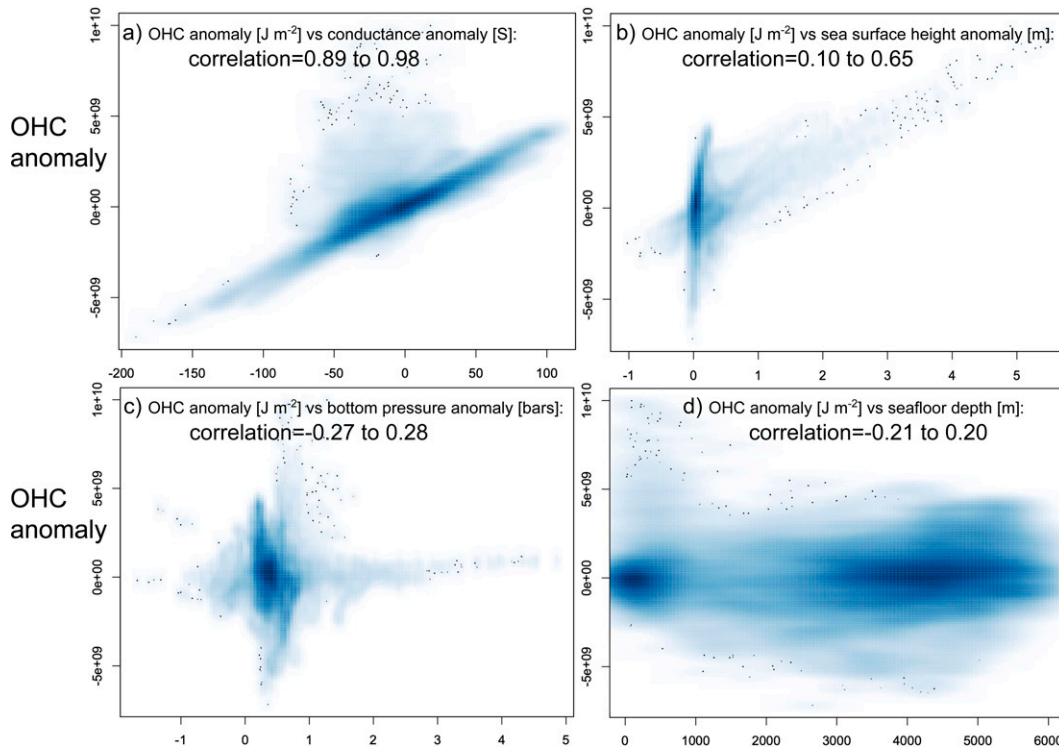 a) OHC anomaly [J m⁻²] vs conductance anomaly [S]:
correlation=0.89 to 0.98
b) OHC anomaly [J m⁻²] vs sea surface height anomaly [m]:
correlation=0.10 to 0.65
OHC
anomaly
1e+10
5e+09
0e+00
-5e+09
-200 -150 -100 -50 0 50 100
1e+10
5e+09
0e+00
-5e+09
-1 0 1 2 3 4 5
c) OHC anomaly [J m⁻²] vs bottom pressure anomaly [bars]:
correlation=-0.27 to 0.28
d) OHC anomaly [J m⁻²] vs seafloor depth [m]:
correlation=-0.21 to 0.20
OHC
anomaly
1e+10
5e+09
0e+00
-5e+09
-1 0 1 2 3 4 5
1e+10
5e+09
0e+00
-5e+09
0 1000 2000 3000 4000 5000 6000